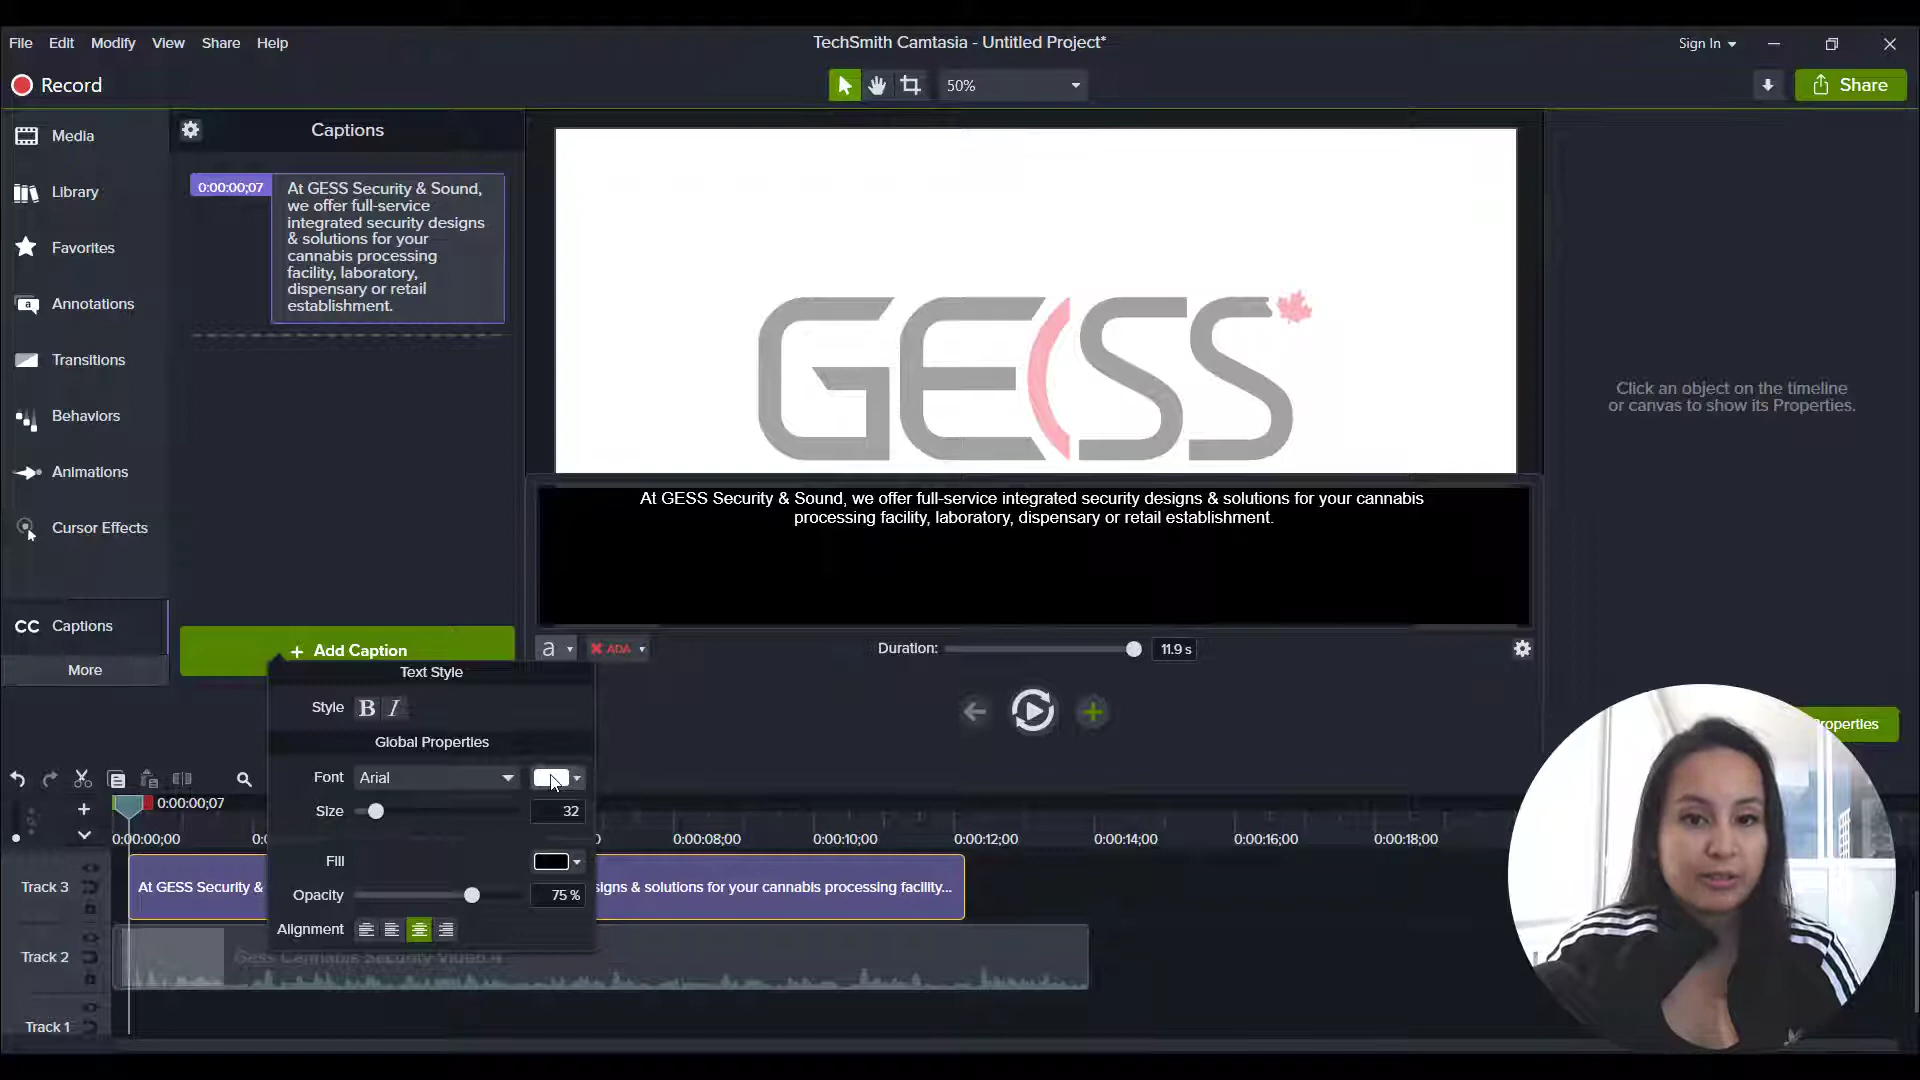 File Edit Modify View Share Help
TechSmith Camtasia - Untitled Project*
Sign In
Record
50%
Share
Media
Library
Favorites
Annotations
Transitions
Behaviors
Animations
Cursor Effects
CC Captions
More
Captions
0:00:00;07
At GESS Security & Sound,
we offer full-service
integrated security designs
& solutions for your
cannabis processing
facility, laboratory,
dispensary or retail
establishment.
+ Add Caption
GESS
At GESS Security & Sound, we offer full-service integrated security designs & solutions for your cannabis
processing facility, laboratory, dispensary or retail establishment.
a
ADA
Duration:
11.9 s
Click an object on the timeline
or canvas to show its Properties.
Properties
Text Style
Style B I
Global Properties
Font Arial
Size 32
Fill
Opacity 75 %
Alignment
0:00:00;07
0:00:00;00
0:00:08;00
0:00:10;00
0:00:12;00
0:00:14;00
0:00:16;00
0:00:18;00
Track 3
At GESS Security &
signs & solutions for your cannabis processing facility...
Track 2
Gess Cannabis Security Video 4
Track 1